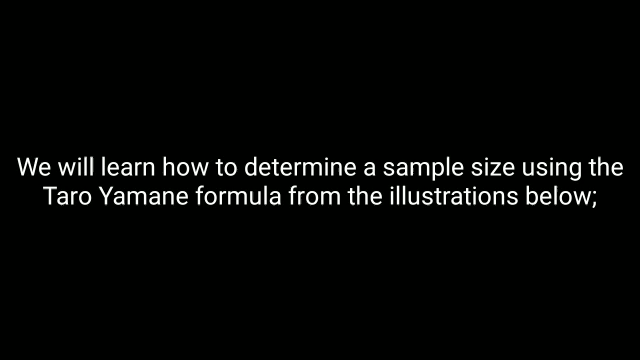 We will learn how to determine a sample size using the
Taro Yamane formula from the illustrations below;